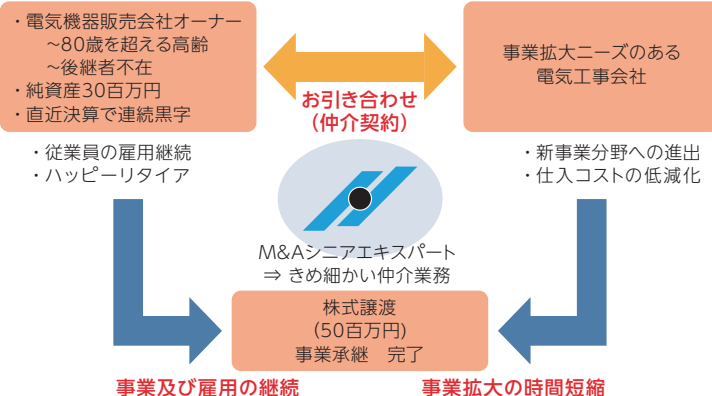 ・電気機器販売会社オーナー
~80歳を超える高齢
~後継者不在
・純資産30百万円
・直近決算で連続黒字
お引き合わせ
（仲介契約）
事業拡大ニーズのある
電気工事会社
・従業員の雇用継続
・ハッピーリタイア
・新事業分野への進出
・仕入コストの低減化
M&Aシニアエキスパート
⇒ きめ細かい仲介業務
株式譲渡
(50百万円)
事業承継　完了
事業及び雇用の継続
事業拡大の時間短縮